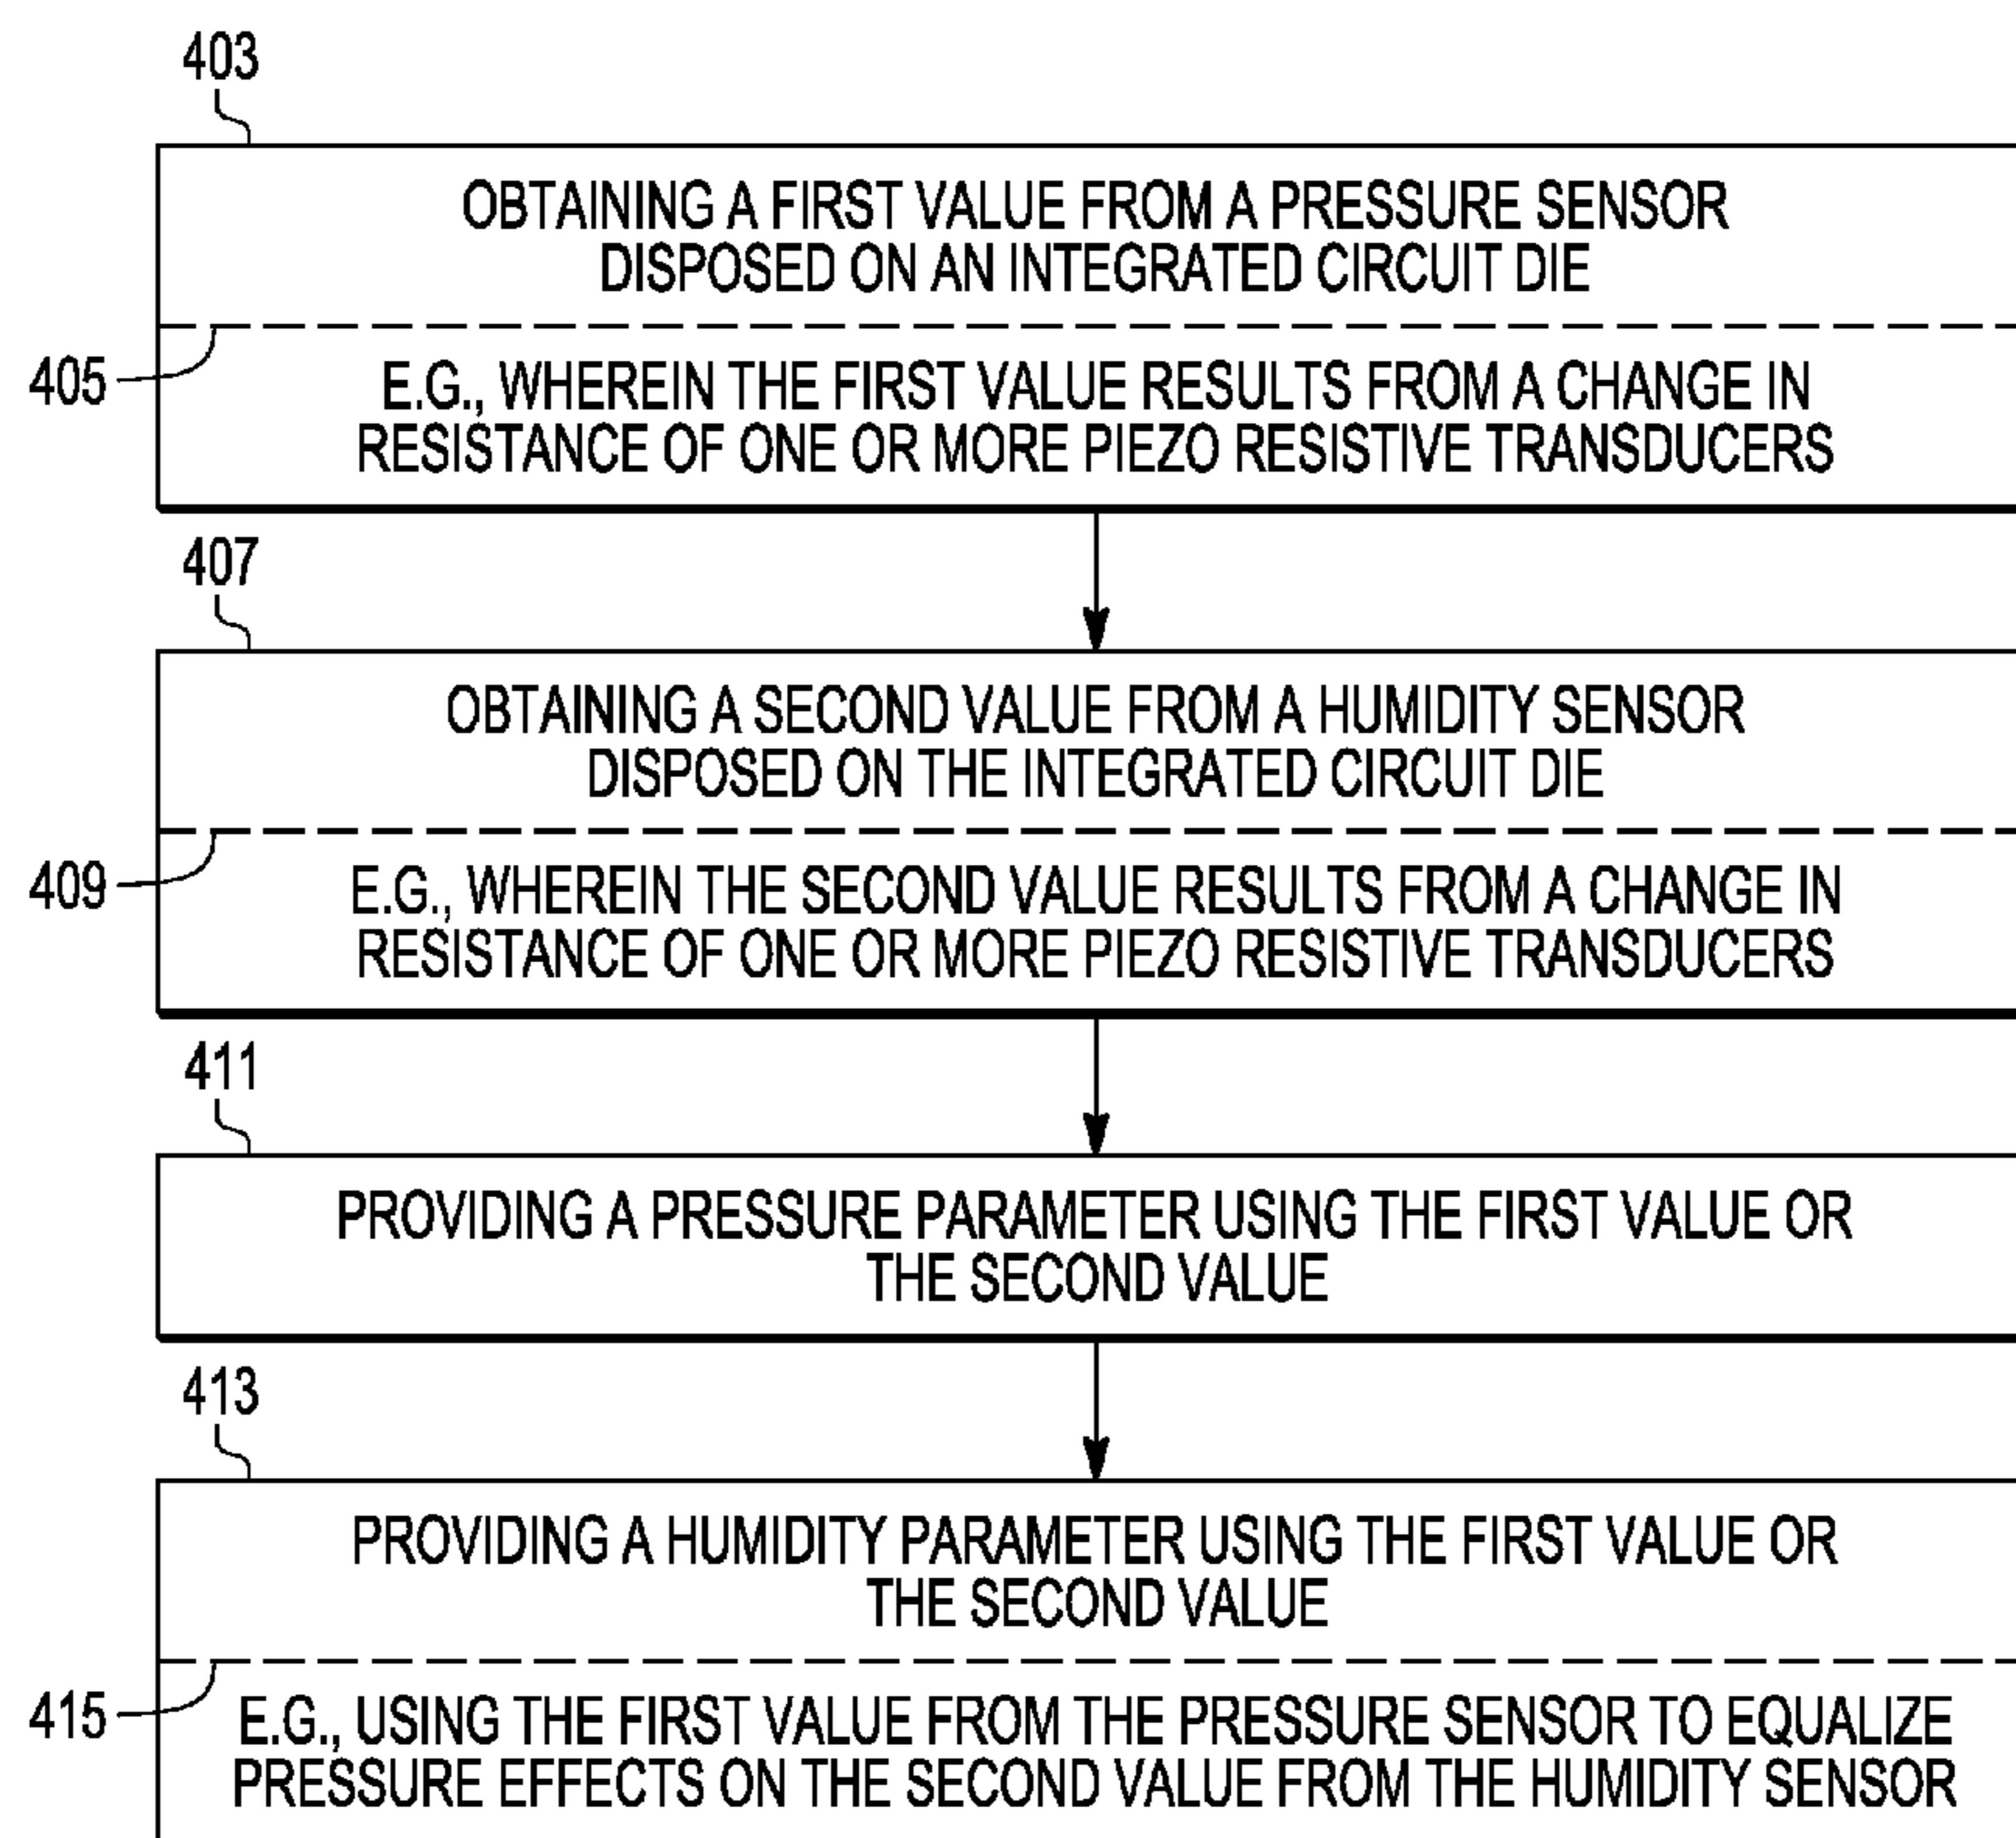 403
OBTAINING A FIRST VALUE FROM A PRESSURE SENSOR
DISPOSED ON AN INTEGRATED CIRCUIT DIE
405
E.G., WHEREIN THE FIRST VALUE RESULTS FROM A CHANGE IN
RESISTANCE OF ONE OR MORE PIEZO RESISTIVE TRANSDUCERS
407
OBTAINING A SECOND VALUE FROM A HUMIDITY SENSOR
DISPOSED ON THE INTEGRATED CIRCUIT DIE
409
E.G., WHEREIN THE SECOND VALUE RESULTS FROM A CHANGE IN
RESISTANCE OF ONE OR MORE PIEZO RESISTIVE TRANSDUCERS
411
PROVIDING A PRESSURE PARAMETER USING THE FIRST VALUE OR
THE SECOND VALUE
413
PROVIDING A HUMIDITY PARAMETER USING THE FIRST VALUE OR
THE SECOND VALUE
415
E.G., USING THE FIRST VALUE FROM THE PRESSURE SENSOR TO EQUALIZE
PRESSURE EFFECTS ON THE SECOND VALUE FROM THE HUMIDITY SENSOR